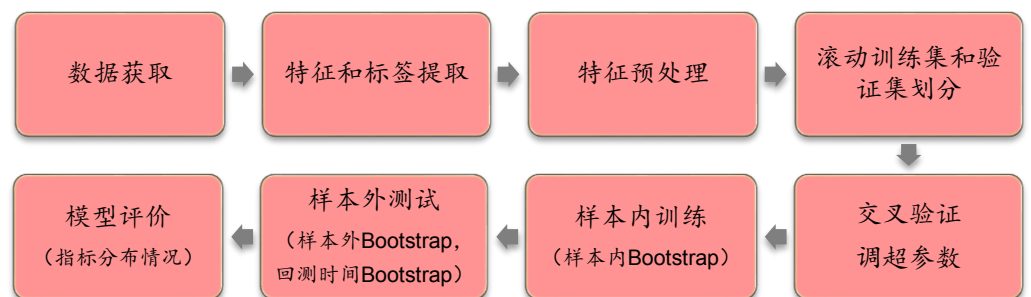 数据获取
特征和标签提取
特征预处理
滚动训练集和验
证集划分
交叉验证
调超参数
样本内训练
（样本内Bootstrap）
样本外测试
（样本外Bootstrap，
回测时间Bootstrap）
模型评价
（指标分布情况）